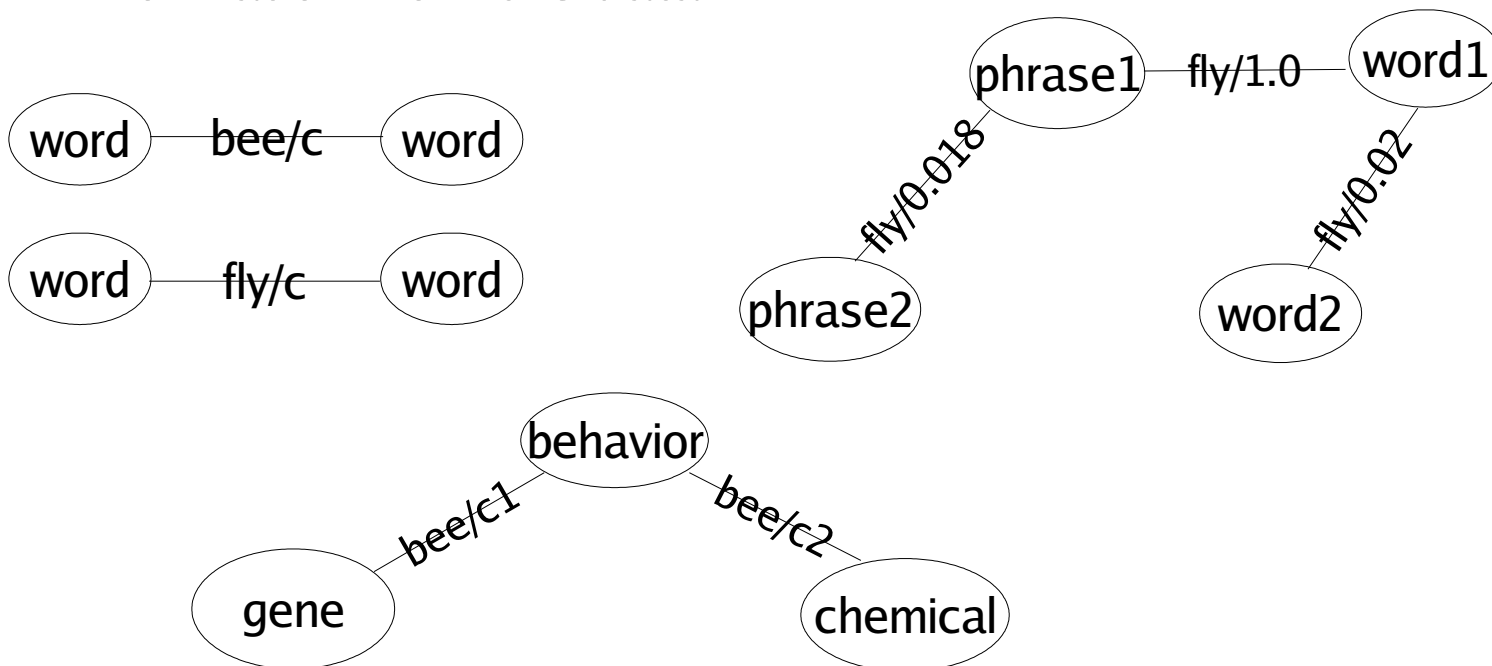 phrase1 fly/1.0 word1
word bee/c word
fly/0.018
fly/0.02
word fly/c word
phrase2
word2
behavior
bee/c1
bee/c2
gene
chemical